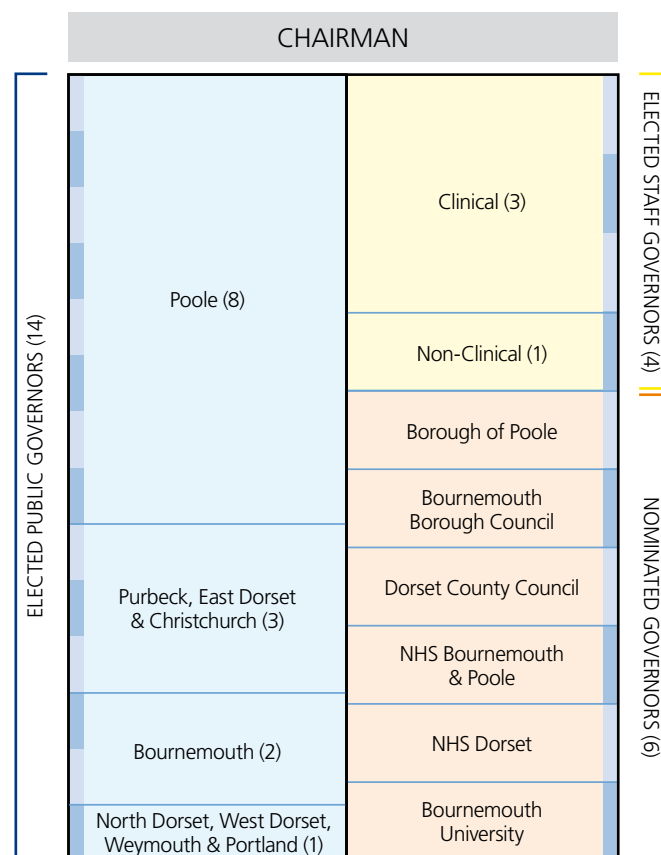 CHAIRMAN
ELECTED PUBLIC GOVERNORS (14)
Poole (8)
Purbeck, East Dorset
& Christchurch (3)
Bournemouth (2)
North Dorset, West Dorset,
Weymouth & Portland (1)
Clinical (3)
Non-Clinical (1)
Borough of Poole
Bournemouth
Borough Council
Dorset County Council
NHS Bournemouth
& Poole
NHS Dorset
Bournemouth
University
ELECTED STAFF GOVERNORS (4)
NOMINATED GOVERNORS (6)